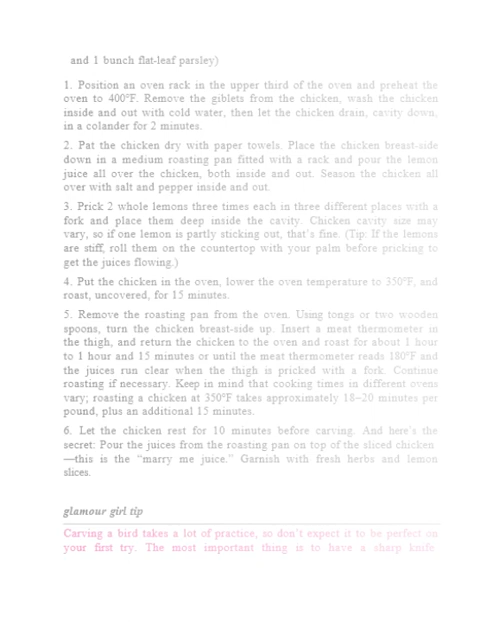 and 1 bunch flat-leaf parsley)
1. Position an oven rack in the upper third of the oven and preheat the
oven to 400°F. Remove the giblets from the chicken, wash the chicken
inside and out with cold water, then let the chicken drain, cavity down,
in a colander for 2 minutes.
2. Pat the chicken dry with paper towels. Place the chicken breast-side
down in a medium roasting pan fitted with a rack and pour the lemon
juice all over the chicken, both inside and out. Season the chicken all
over with salt and pepper inside and out.
3. Prick 2 whole lemons three times each in three different places with a
fork and place them deep inside the cavity. Chicken cavity size may
vary, so if one lemon is partly sticking out, that's fine. (Tip: If the lemons
are stiff, roll them on the countertop with your palm before pricking to
get the juices flowing.)
4. Put the chicken in the oven, lower the oven temperature to 350°F, and
roast, uncovered, for 15 minutes.
5. Remove the roasting pan from the oven. Using tongs or two wooden
spoons, turn the chicken breast-side up. Insert a meat thermometer in
the thigh, and return the chicken to the oven and roast for about 1 hour
to 1 hour and 15 minutes or until the meat thermometer reads 180°F and
the juices run clear when the thigh is pricked with a fork. Continue
roasting if necessary. Keep in mind that cooking times in different ovens
vary; roasting a chicken at 350°F takes approximately 18–20 minutes per
pound, plus an additional 15 minutes.
6. Let the chicken rest for 10 minutes before carving. And here's the
secret: Pour the juices from the roasting pan on top of the sliced chicken
—this is the "marry me juice." Garnish with fresh herbs and lemon
slices.
glamour girl tip
Carving a bird takes a lot of practice, so don't expect it to be perfect on
your first try. The most important thing is to have a sharp knife